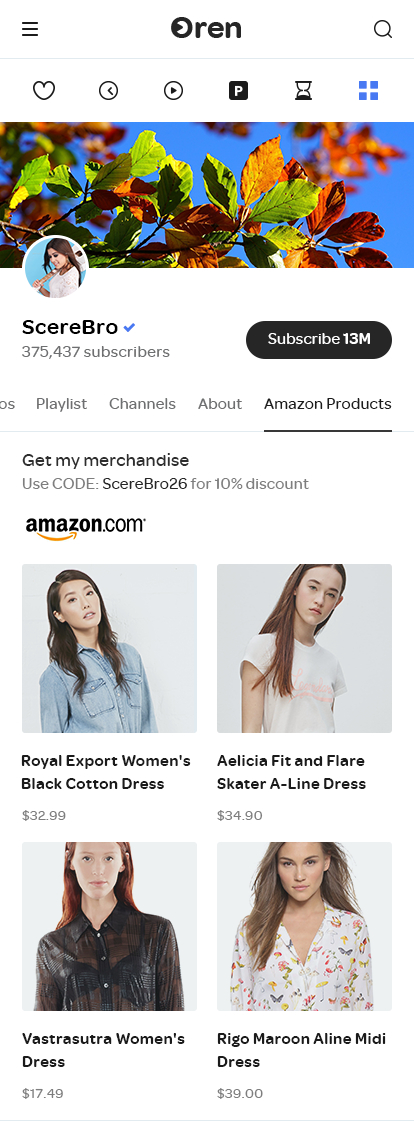 Oren
P
ScereBro
375,437 subscribers
Subscribe 13M
os Playlist Channels About Amazon Products
Get my merchandise
Use CODE: ScereBro26 for 10% discount
amazon.com
Royal Export Women's
Black Cotton Dress
$32.99
Aelicia Fit and Flare
Skater A-Line Dress
$34.90
Vastrasutra Women's
Dress
$17.49
Rigo Maroon Aline Midi
Dress
$39.00